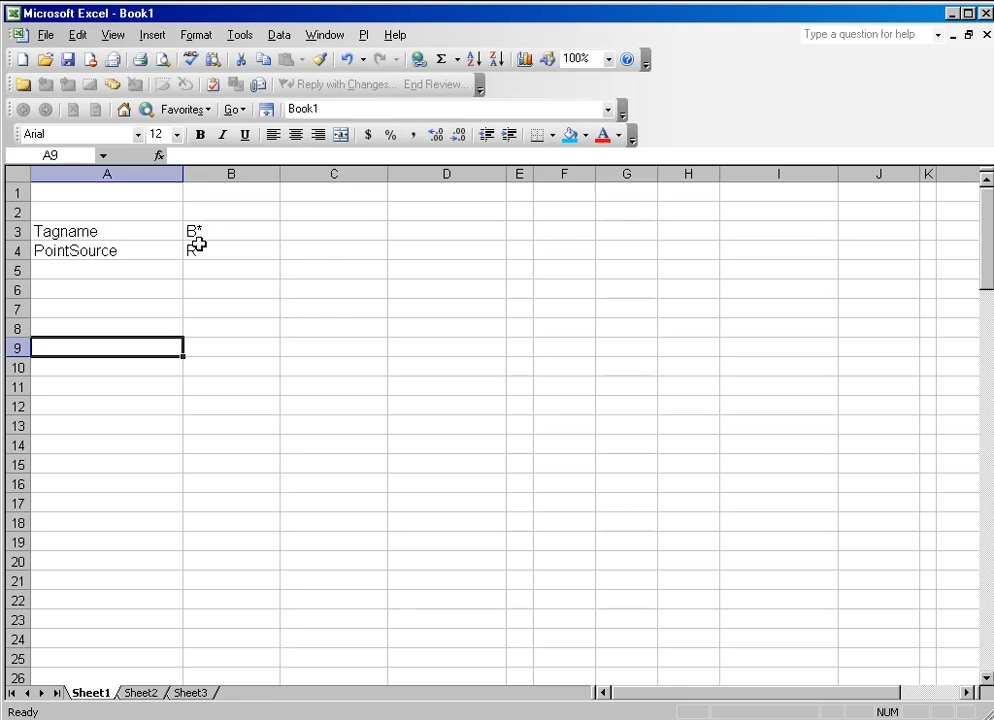 Microsoft Excel - Book1
File Edit View Insert Format Tools Data Window PI Help Type a question for help
100%
Reply with Changes... End Review...
Favorites Go Book1
Arial 12 B I U $ % ,
A9 fx
A B C D E F G H I J K
1
2
3 Tagname B*
4 PointSource R
5
6
7
8
9
10
11
12
13
14
15
16
17
18
19
20
21
22
23
24
25
26
Sheet1 Sheet2 Sheet3
Ready NUM